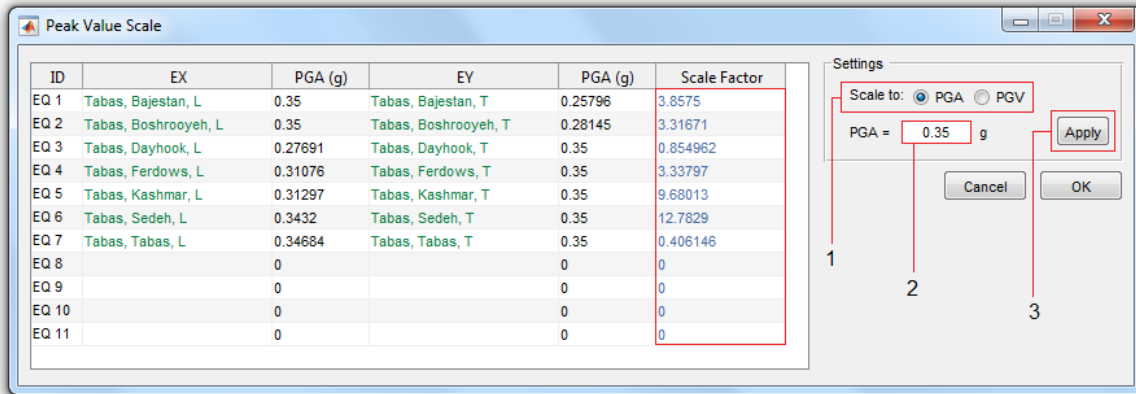 Peak Value Scale
ID EX PGA (g) EY PGA (g) Scale Factor
EQ 1 Tabas, Bajestan, L 0.35 Tabas, Bajestan, T 0.25796 3.8575
EQ 2 Tabas, Boshrooyeh, L 0.35 Tabas, Boshrooyeh, T 0.28145 3.31671
EQ 3 Tabas, Dayhook, L 0.27691 Tabas, Dayhook, T 0.35 0.854962
EQ 4 Tabas, Ferdows, L 0.31076 Tabas, Ferdows, T 0.35 3.33797
EQ 5 Tabas, Kashmar, L 0.31297 Tabas, Kashmar, T 0.35 9.68013
EQ 6 Tabas, Sedeh, L 0.3432 Tabas, Sedeh, T 0.35 12.7829
EQ 7 Tabas, Tabas, L 0.34684 Tabas, Tabas, T 0.35 0.406146
EQ 8 0 0 0
EQ 9 0 0 0
EQ 10 0 0 0
EQ 11 0 0 0
Settings
Scale to: PGA PGV
PGA = 0.35 g Apply
Cancel OK
1
2
3